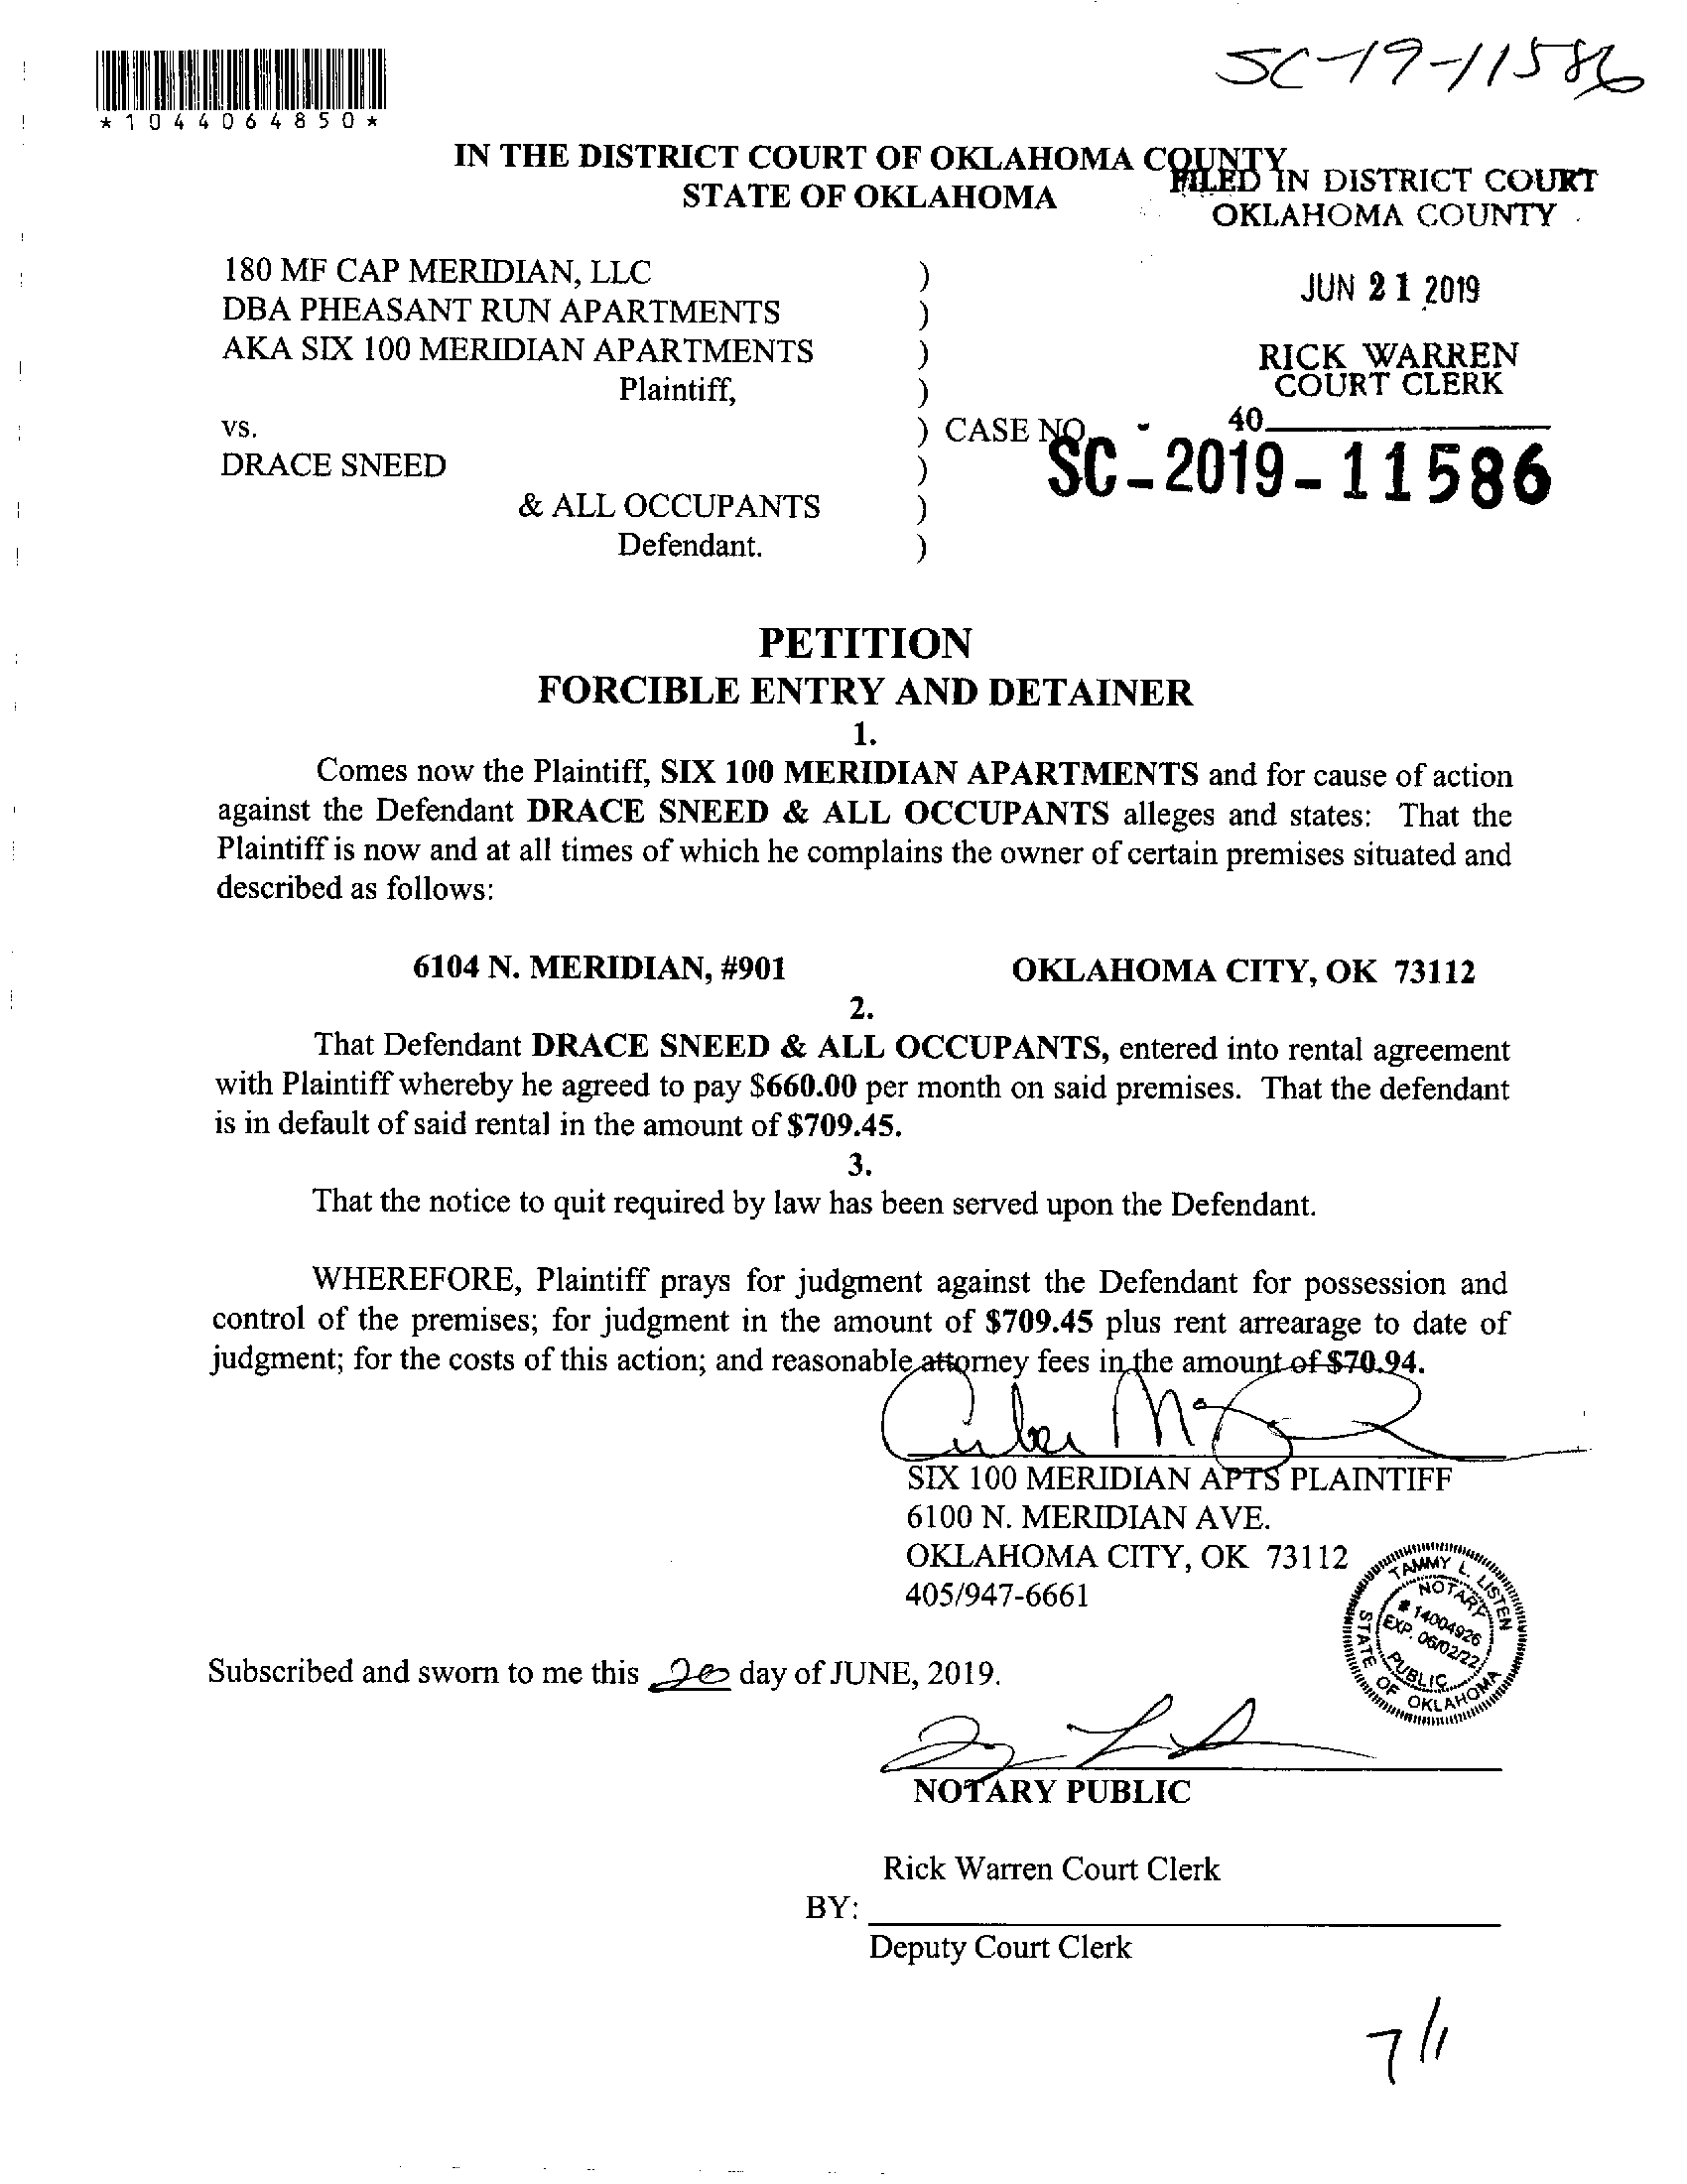 SC-19-11586
*1044064850*
IN THE DISTRICT COURT OF OKLAHOMA COUNTY
STATE OF OKLAHOMA
FILED IN DISTRICT COURT
OKLAHOMA COUNTY
JUN 21 2019
RICK WARREN
COURT CLERK
40
180 MF CAP MERIDIAN, LLC )
DBA PHEASANT RUN APARTMENTS )
AKA SIX 100 MERIDIAN APARTMENTS )
Plaintiff, )
vs. ) CASE NO.
SC-2019-11586
DRACE SNEED )
& ALL OCCUPANTS )
Defendant. )
PETITION
FORCIBLE ENTRY AND DETAINER
1.
Comes now the Plaintiff, SIX 100 MERIDIAN APARTMENTS and for cause of action
against the Defendant DRACE SNEED & ALL OCCUPANTS alleges and states: That the
Plaintiff is now and at all times of which he complains the owner of certain premises situated and
described as follows:
6104 N. MERIDIAN, #901 OKLAHOMA CITY, OK 73112
2.
That Defendant DRACE SNEED & ALL OCCUPANTS, entered into rental agreement
with Plaintiff whereby he agreed to pay $660.00 per month on said premises. That the defendant
is in default of said rental in the amount of $709.45.
3.
That the notice to quit required by law has been served upon the Defendant.
WHEREFORE, Plaintiff prays for judgment against the Defendant for possession and
control of the premises; for judgment in the amount of $709.45 plus rent arrearage to date of
judgment; for the costs of this action; and reasonable attorney fees in the amount of $70.94.
SIX 100 MERIDIAN APTS PLAINTIFF
6100 N. MERIDIAN AVE.
OKLAHOMA CITY, OK 73112
405/947-6661
TAMMY L. LISTEN
NOTARY
# 14004926
EXP. 06/02/22
PUBLIC
STATE OF OKLAHOMA
Subscribed and sworn to me this 20 day of JUNE, 2019.
NOTARY PUBLIC
Rick Warren Court Clerk
BY:
Deputy Court Clerk
7/1